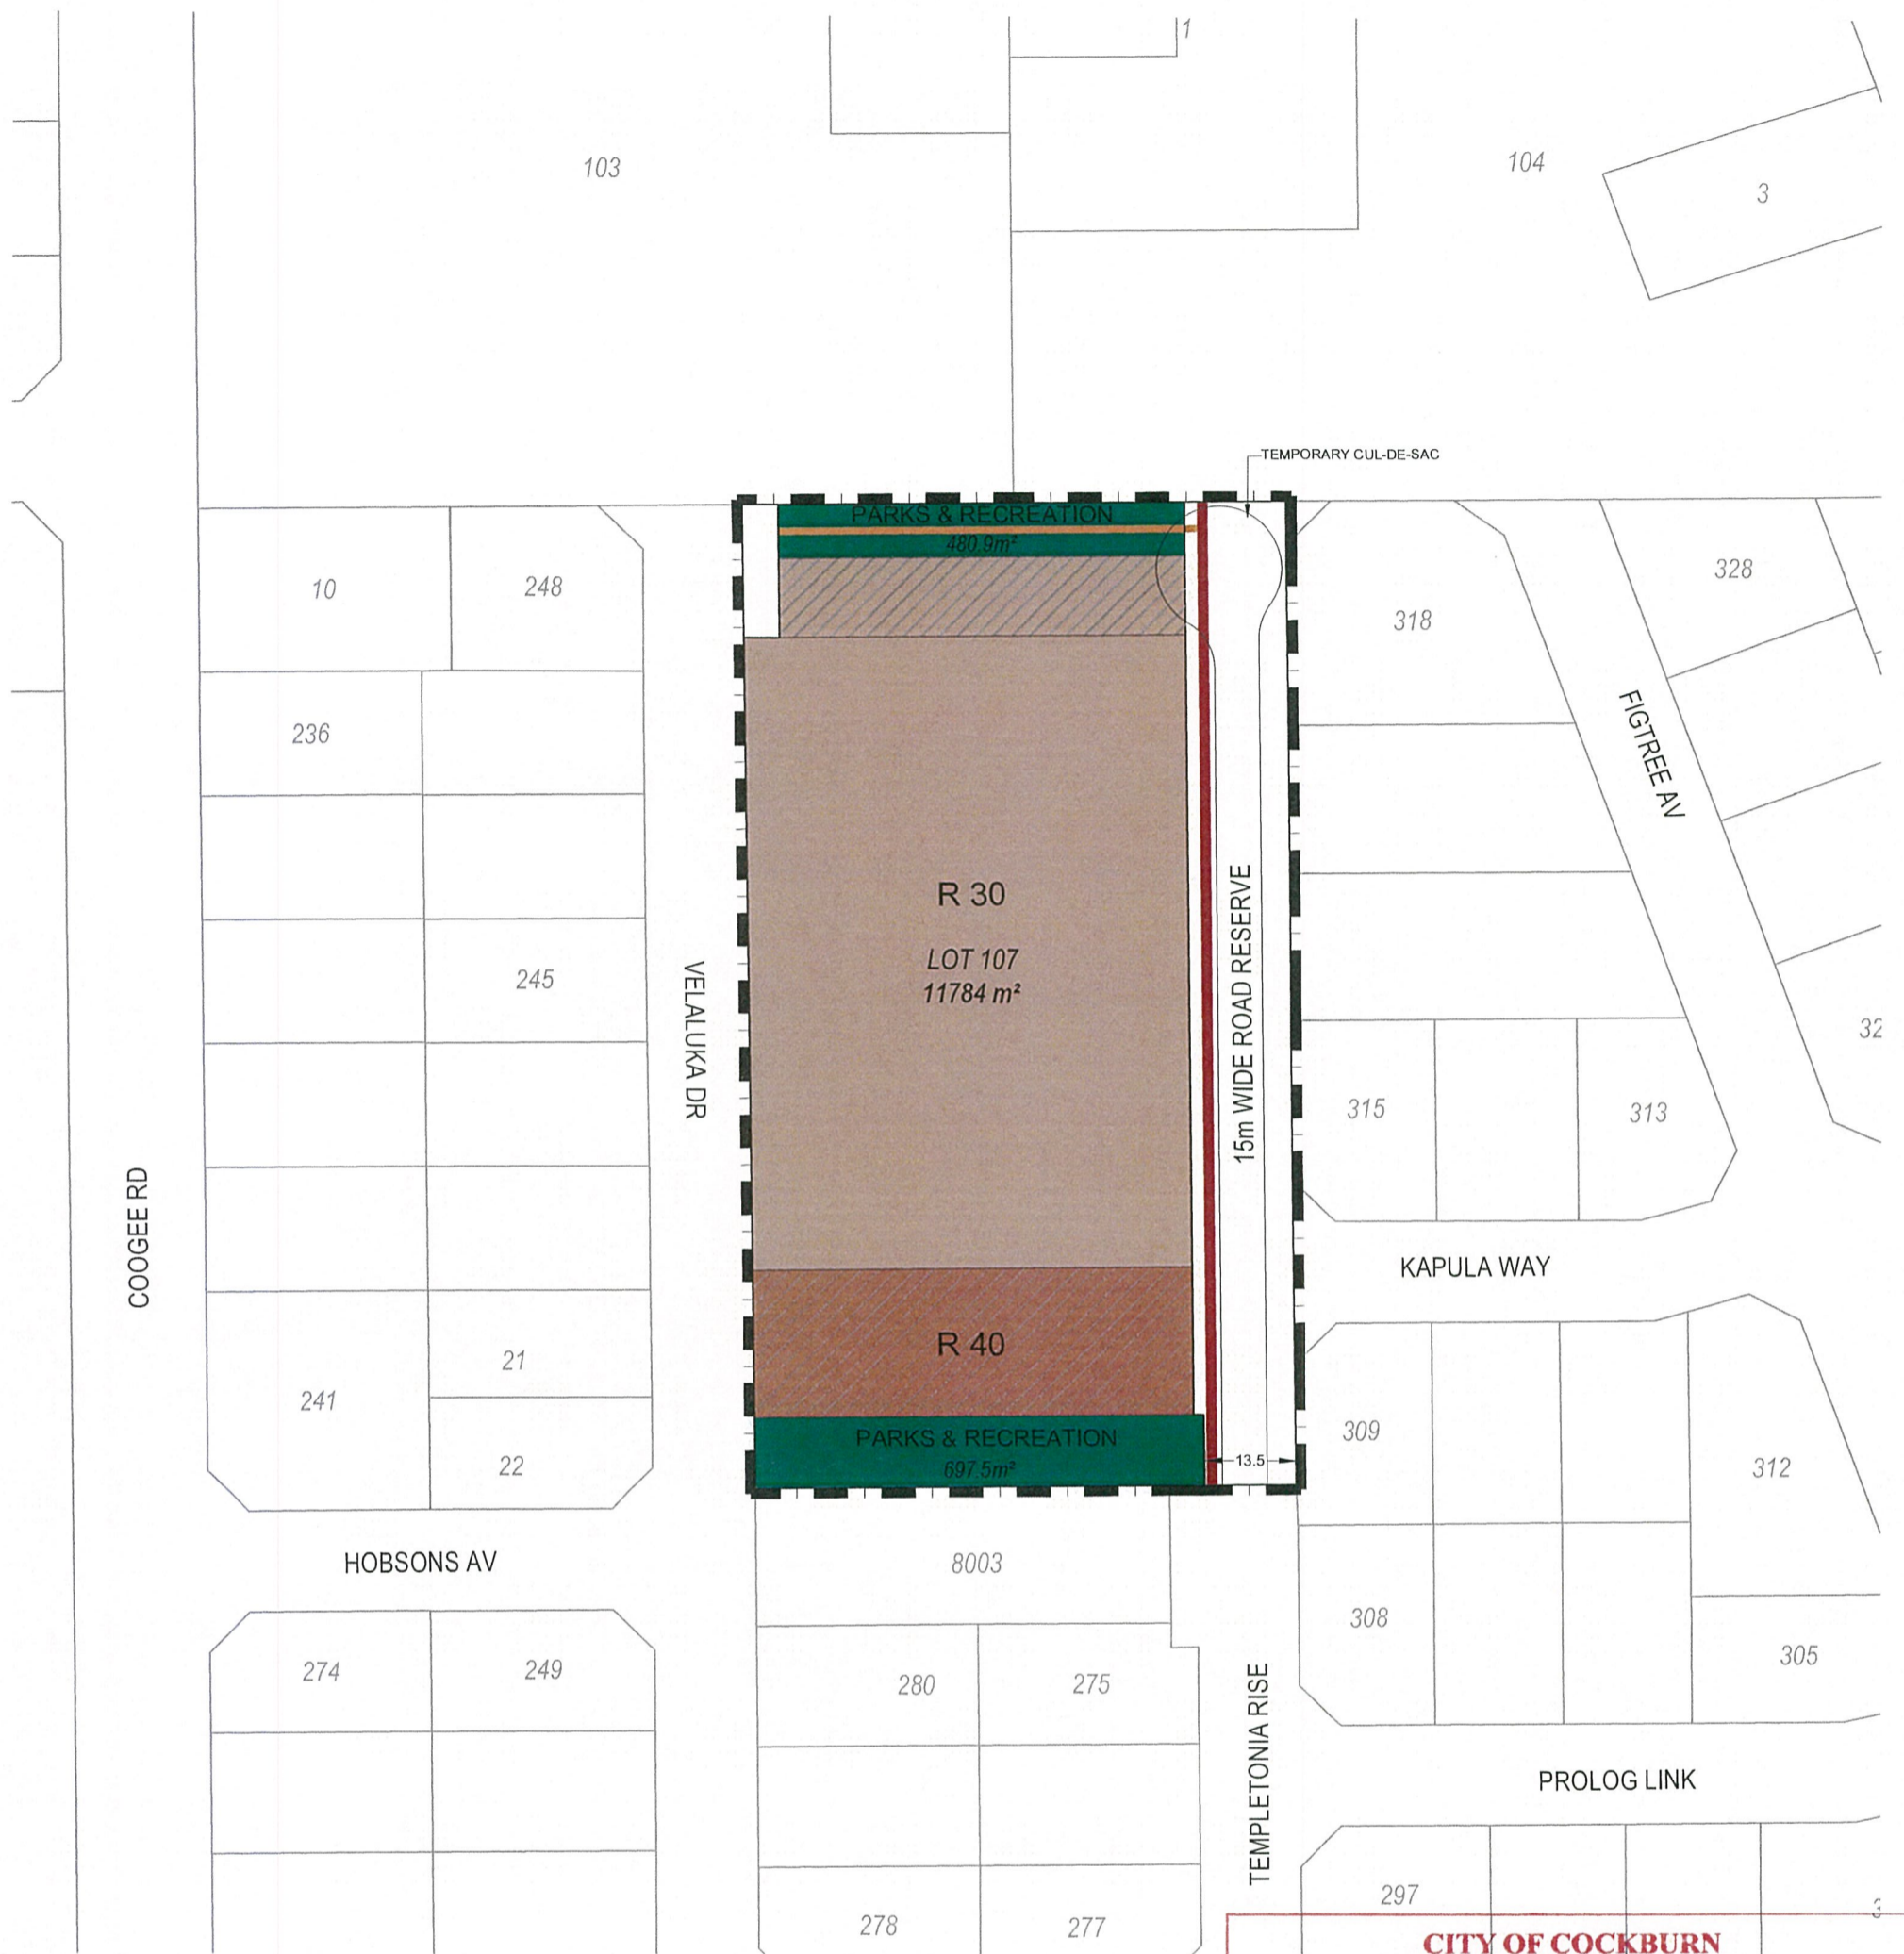 1
103
104
3
TEMPORARY CUL-DE-SAC
PARKS & RECREATION
480.9m²
10
248
318
328
236
FIGTREE AV
R 30
LOT 107
11784 m²
245
VELALUKA DR
15m WIDE ROAD RESERVE
32
315
313
COOGEE RD
KAPULA WAY
R 40
21
241
22
309
312
PARKS & RECREATION
697.5m²
13.5
HOBSONS AV
8003
308
305
274
249
280
275
TEMPLETONIA RISE
PROLOG LINK
278
277
297
CITY OF COCKBURN